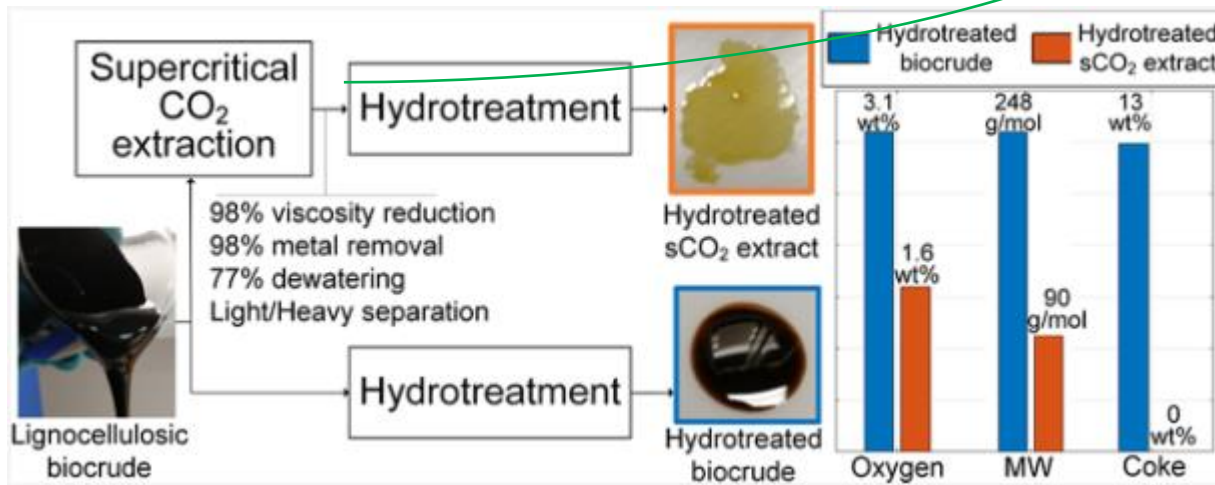 Supercritical
CO₂
extraction
Hydrotreatment
98% viscosity reduction
98% metal removal
77% dewatering
Light/Heavy separation
Hydrotreatment
Lignocellulosic
biocrude
Hydrotreated
sCO₂ extract
Hydrotreated
biocrude
Hydrotreated
biocrude
Hydrotreated
sCO₂ extract
3.1
wt%
248
g/mol
13
wt%
1.6
wt%
90
g/mol
0
wt%
Oxygen
MW
Coke